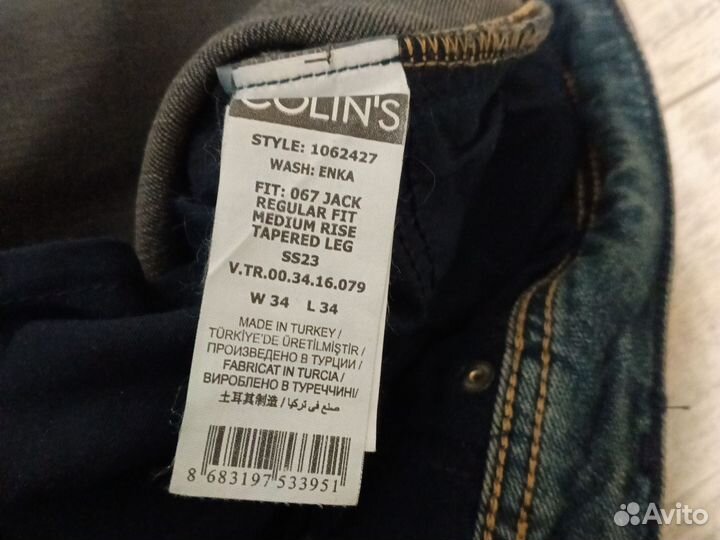 COLIN'S
STYLE: 1062427
WASH: ENKA
FIT: 067 JACK
REGULAR FIT
MEDIUM RISE
TAPERED LEG
SS23
V.TR.00.34.16.079
W 34 L 34
MADE IN TURKEY /
TÜRKİYE'DE ÜRETİLMİŞTİR /
ПРОИЗВЕДЕНО В ТУРЦИИ /
FABRICAT IN TURCIA /
ВИРОБЛЕНО В ТУРЕЧЧИНІ /
土耳其制造 / صنع في تركيا /
8 683197 533951
Avito